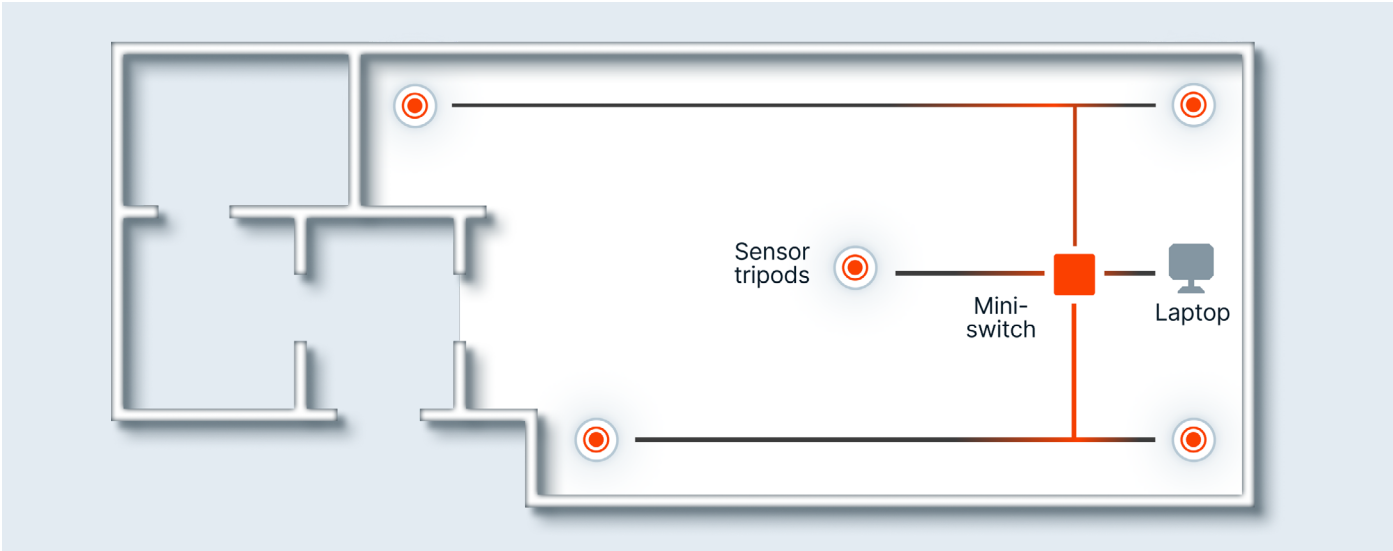 Sensor
tripods
Mini-
switch
Laptop